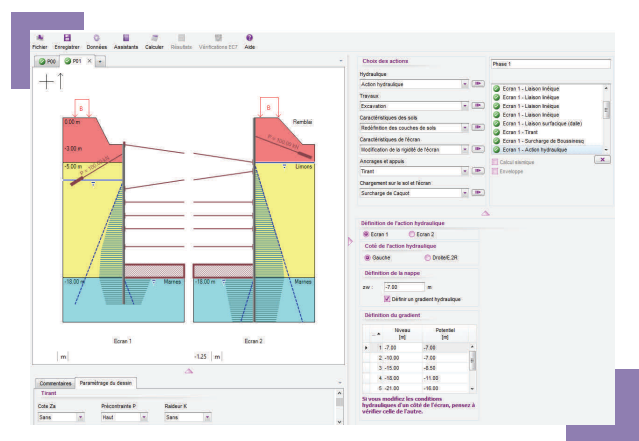 Fichier Enregistrer Données Assistants Calculer Résultats Vérifications EC7 Aide
P00 P01 × +
B B
0.00 m Remblai
-3.00 m
-5.00 m Limons
-18.00 m Marnes -18.00 m Marnes
Ecran 1 Ecran 2
m -1.25 m
Commentaires Paramétrage du dessin
Tirant
Cote Za Précontrainte P Raideur K
Sans Haut Sans
Choix des actions
Hydraulique
Action hydraulique
Travaux
Excavation
Caractéristiques des sols
Redéfinition des couches de sols
Caractéristiques de l'écran
Modification de la rigidité de l'écran
Ancrages et appuis
Tirant
Chargement sur le sol et l'écran
Surcharge de Caquot
Phase 1
Ecran 1 - Liaison linéique
Ecran 1 - Liaison linéique
Ecran 1 - Liaison linéique
Ecran 1 - Liaison linéique
Ecran 1 - Liaison surfacique (dalle)
Ecran 1 - Tirant
Ecran 1 - Surcharge de Boussinesq
Ecran 1 - Action hydraulique
Calcul sismique
Enveloppe
Définition de l'action hydraulique
Ecran 1 Ecran 2
Coté de l'action hydraulique
Gauche Droite/E.2R.
Définition de la nappe
zw : -7.00 m
Définir un gradient hydraulique
Définition du gradient
Niveau Potentiel
[m] [m]
1 -7.00 -7.00
2 -10.00 -7.00
3 -15.00 -8.50
4 -18.00 -11.00
5 -21.00 -16.00
Si vous modifiez les conditions
hydrauliques d'un côté de l'écran, pensez à
vérifier celle de l'autre.